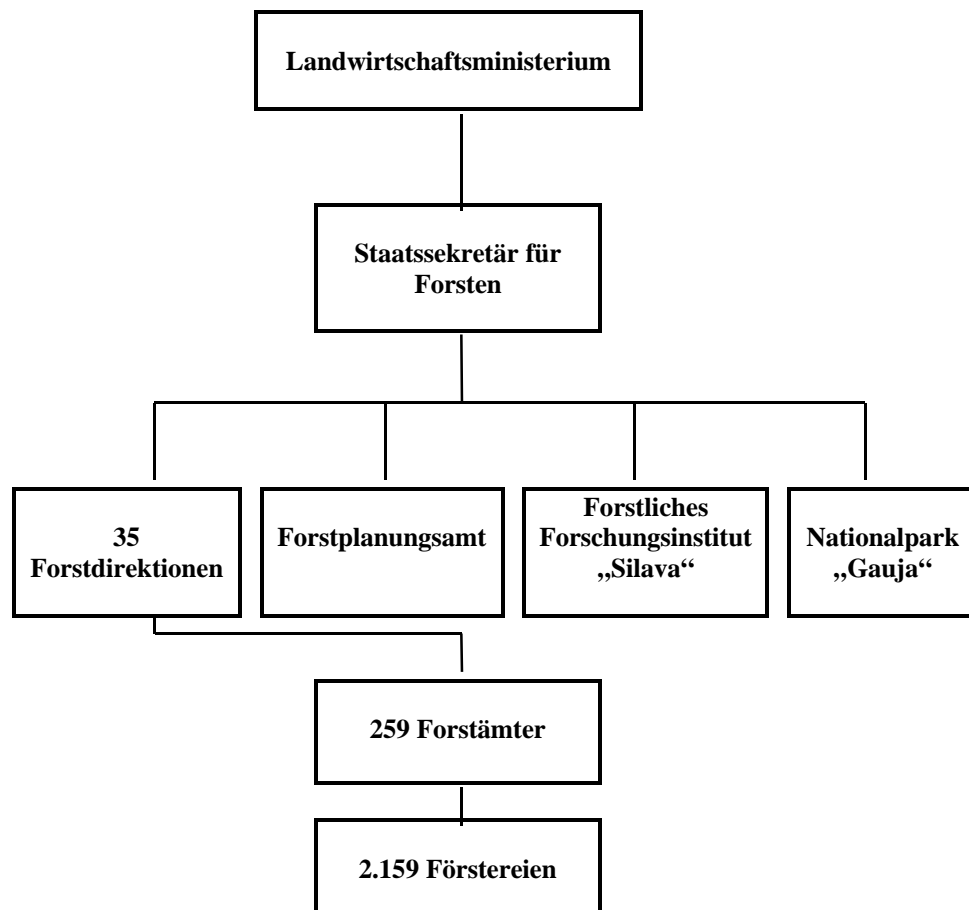 Landwirtschaftsministerium
Staatssekretär für
Forsten
35
Forstdirektionen
Forstplanungsamt
Forstliches
Forschungsinstitut
„Silava“
Nationalpark
„Gauja“
259 Forstämter
2.159 Förstereien